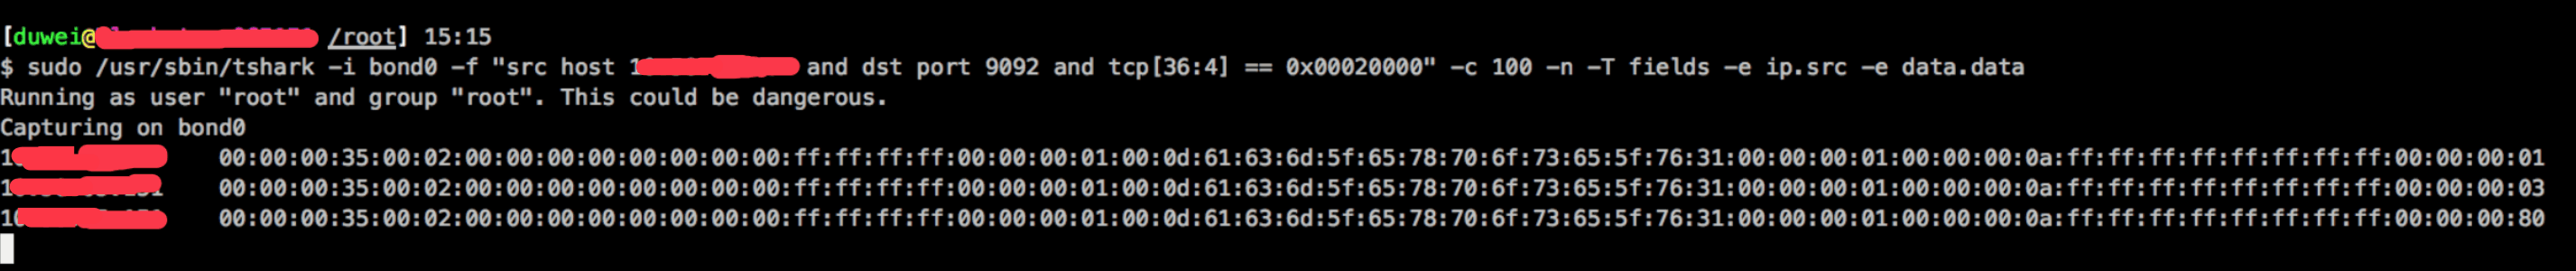 [duwei@ /root] 15:15
$ sudo /usr/sbin/tshark -i bond0 -f "src host 1 and dst port 9092 and tcp[36:4] == 0x00020000" -c 100 -n -T fields -e ip.src -e data.data
Running as user "root" and group "root". This could be dangerous.
Capturing on bond0
1 00:00:00:35:00:02:00:00:00:00:00:00:00:00:ff:ff:ff:ff:00:00:00:01:00:0d:61:63:6d:5f:65:78:70:6f:73:65:5f:76:31:00:00:00:01:00:00:00:0a:ff:ff:ff:ff:ff:ff:ff:ff:00:00:00:01
1 00:00:00:35:00:02:00:00:00:00:00:00:00:00:ff:ff:ff:ff:00:00:00:01:00:0d:61:63:6d:5f:65:78:70:6f:73:65:5f:76:31:00:00:00:01:00:00:00:0a:ff:ff:ff:ff:ff:ff:ff:ff:00:00:00:03
10 00:00:00:35:00:02:00:00:00:00:00:00:00:00:ff:ff:ff:ff:00:00:00:01:00:0d:61:63:6d:5f:65:78:70:6f:73:65:5f:76:31:00:00:00:01:00:00:00:0a:ff:ff:ff:ff:ff:ff:ff:ff:00:00:00:80